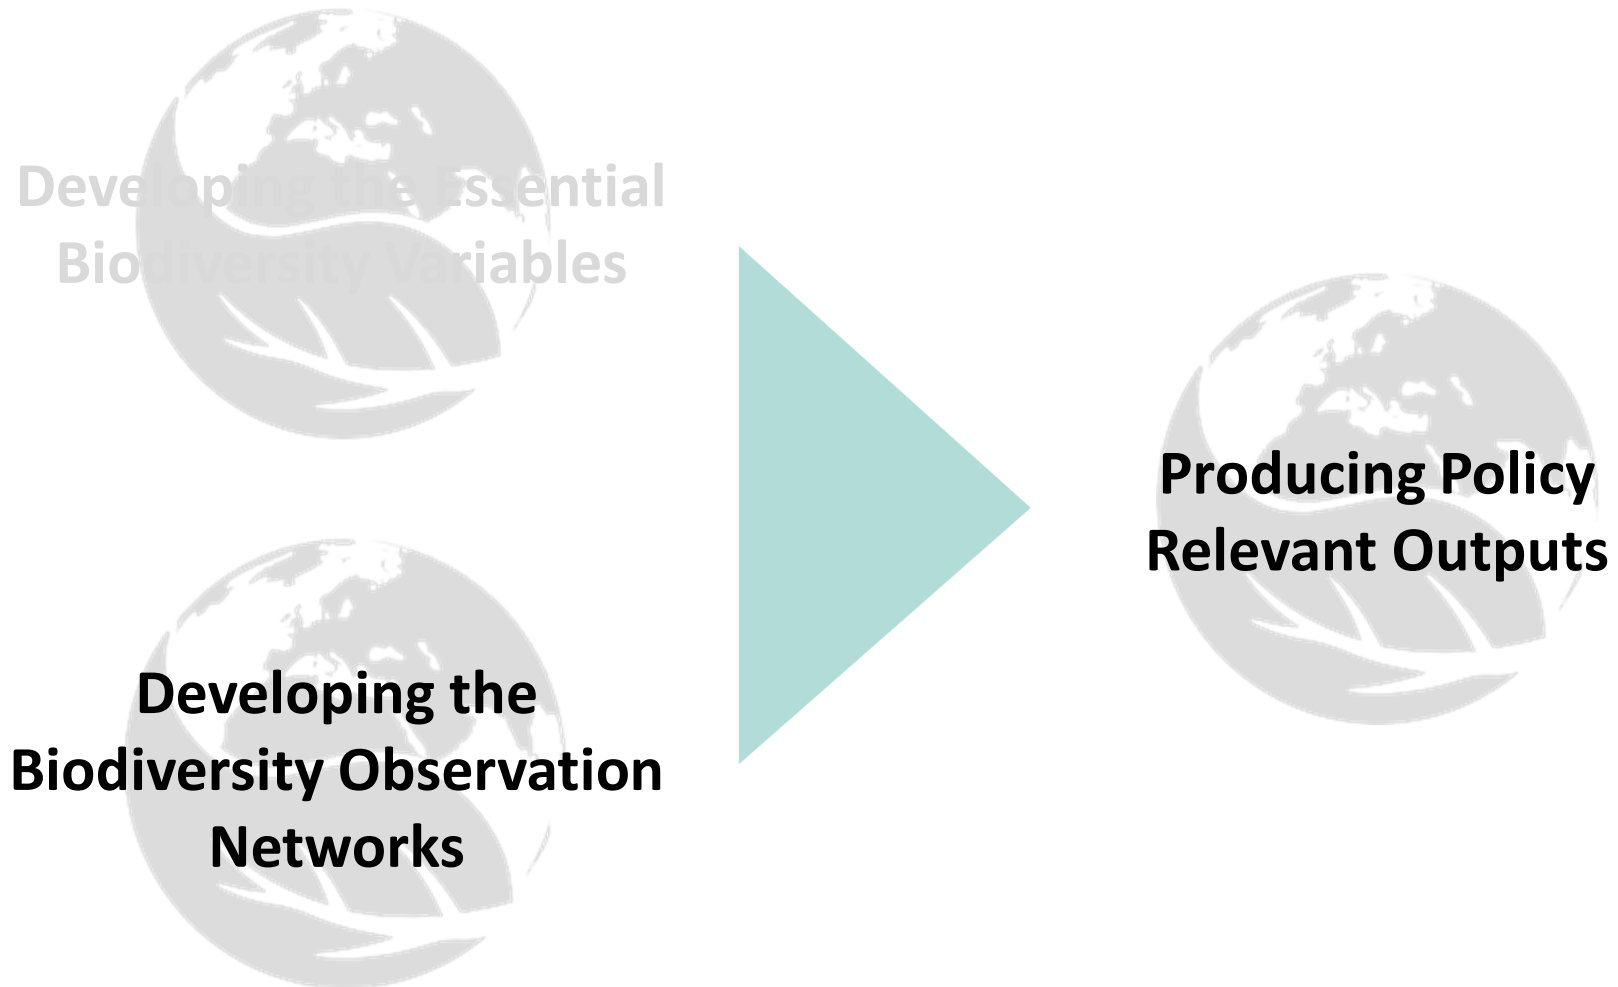 Developing the Essential
Biodiversity Variables
Developing the
Biodiversity Observation
Networks
Producing Policy
Relevant Outputs